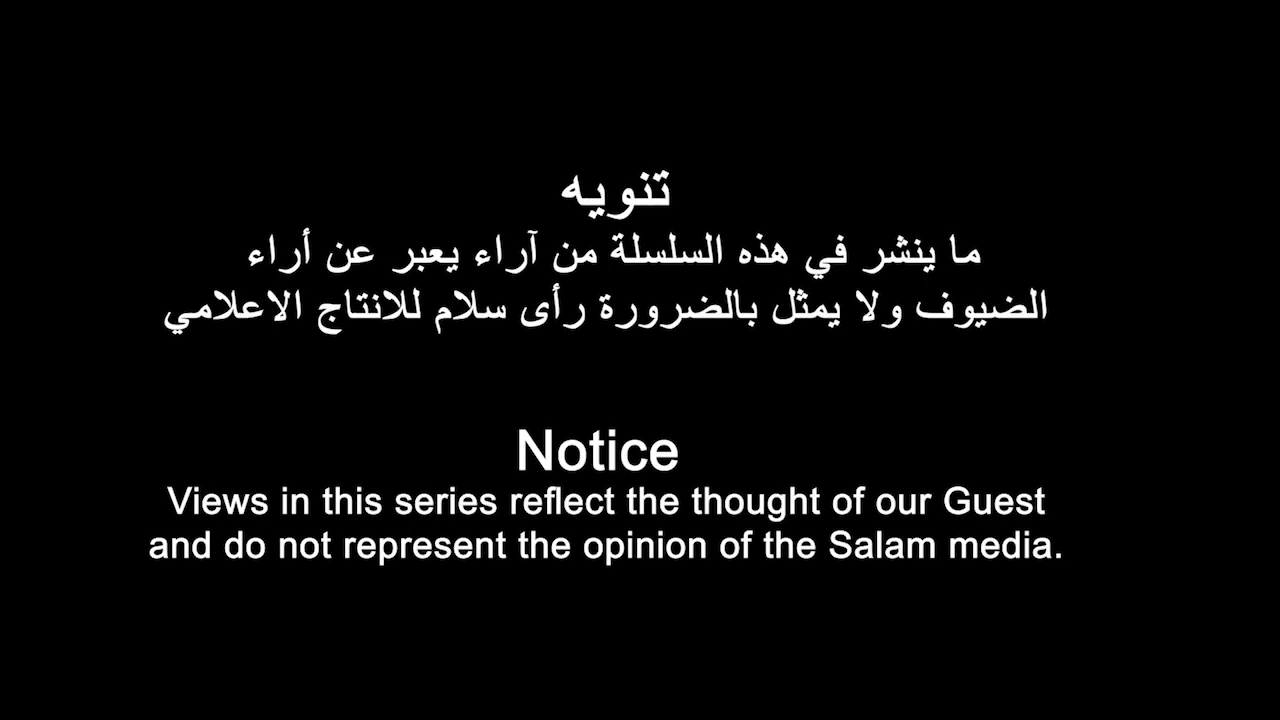 تنويه
ما ينشر في هذه السلسلة من آراء يعبر عن أراء
الضيوف ولا يمثل بالضرورة رأى سلام للانتاج الاعلامي
Notice
Views in this series reflect the thought of our Guest
and do not represent the opinion of the Salam media.